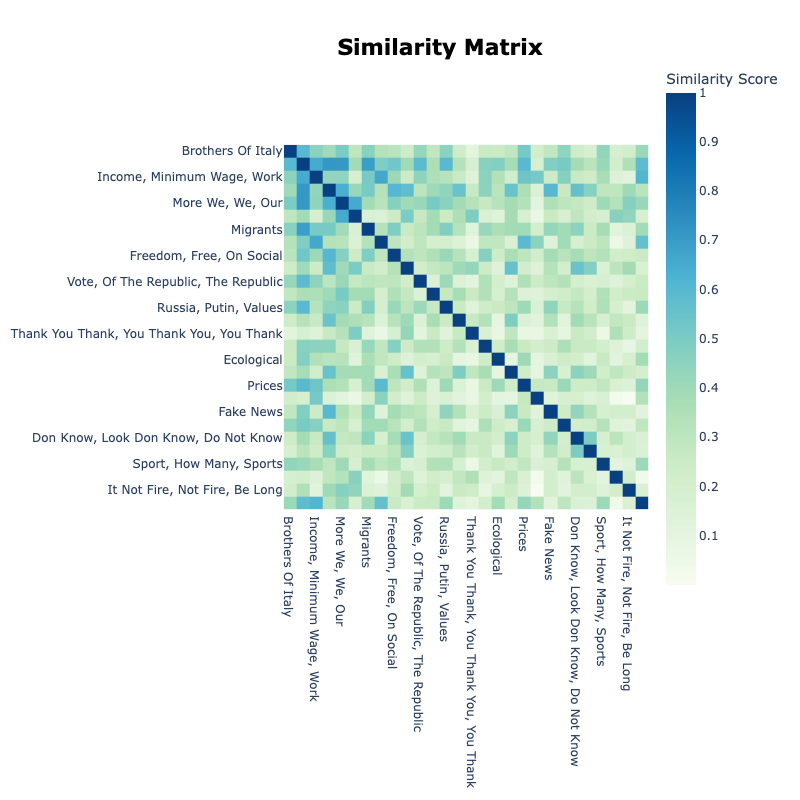 Similarity Matrix
Similarity Score
1
0.9
0.8
0.7
0.6
0.5
0.4
0.3
0.2
0.1
Brothers Of Italy
Income, Minimum Wage, Work
More We, We, Our
Migrants
Freedom, Free, On Social
Vote, Of The Republic, The Republic
Russia, Putin, Values
Thank You Thank, You Thank You, You Thank
Ecological
Prices
Fake News
Don Know, Look Don Know, Do Not Know
Sport, How Many, Sports
It Not Fire, Not Fire, Be Long
Brothers Of Italy
Income, Minimum Wage, Work
More We, We, Our
Migrants
Freedom, Free, On Social
Vote, Of The Republic, The Republic
Russia, Putin, Values
Thank You Thank, You Thank You, You Thank
Ecological
Prices
Fake News
Don Know, Look Don Know, Do Not Know
Sport, How Many, Sports
It Not Fire, Not Fire, Be Long